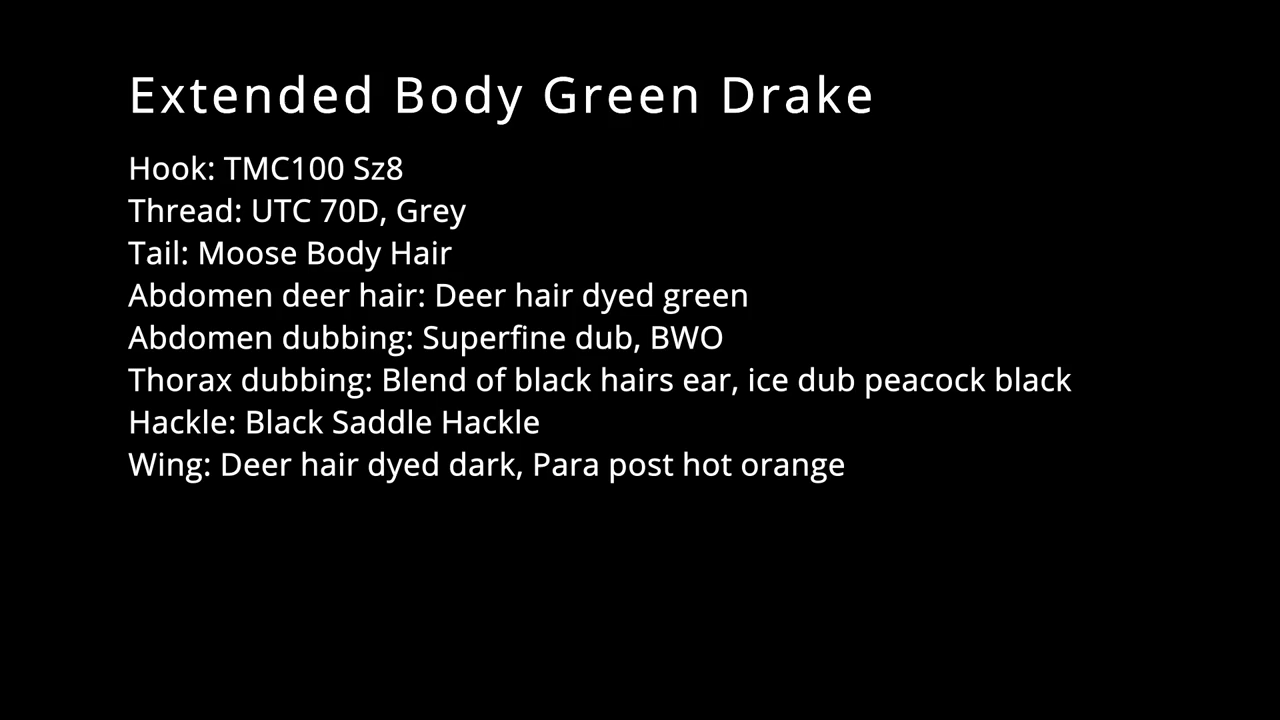 Extended Body Green Drake
Hook: TMC100 Sz8
Thread: UTC 70D, Grey
Tail: Moose Body Hair
Abdomen deer hair: Deer hair dyed green
Abdomen dubbing: Superfine dub, BWO
Thorax dubbing: Blend of black hairs ear, ice dub peacock black
Hackle: Black Saddle Hackle
Wing: Deer hair dyed dark, Para post hot orange